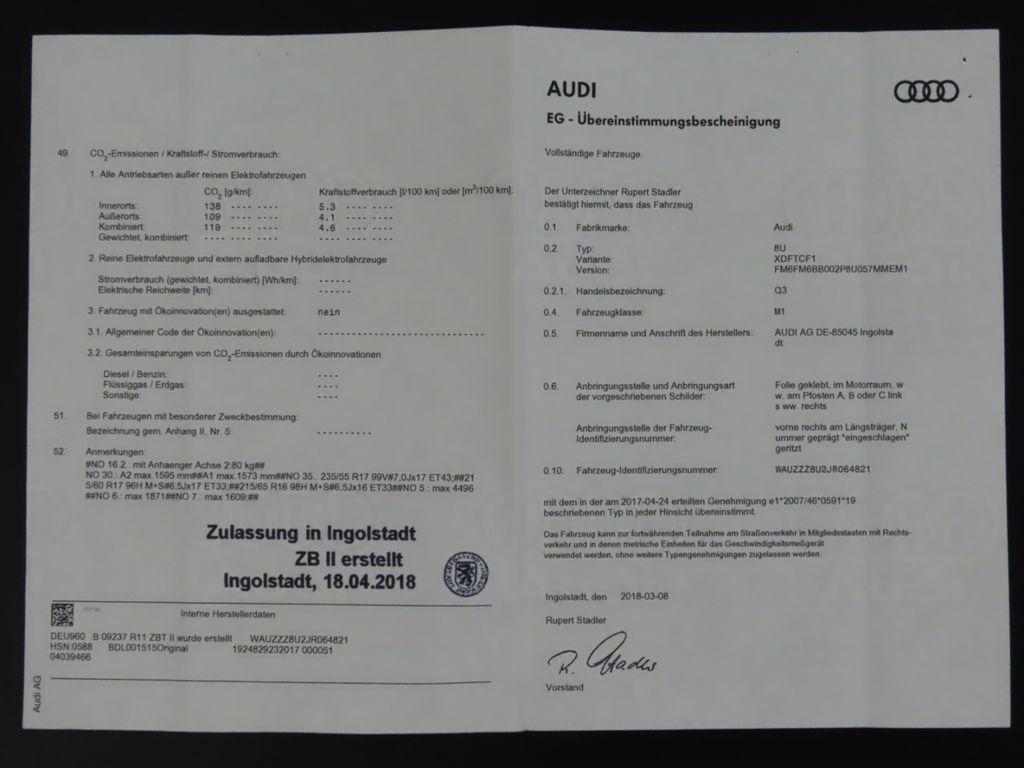 49. CO2-Emissionen / Kraftstoff-/ Stromverbrauch:
1. Alle Antriebsarten außer reinen Elektrofahrzeugen
CO2 [g/km]: Kraftstoffverbrauch [l/100 km] oder [m³/100 km]:
Innerorts: 138 ---- ---- 5.3 ---- ----
Außerorts: 109 ---- ---- 4.1 ---- ----
Kombiniert: 119 ---- ---- 4.6 ---- ----
Gewichtet, kombiniert: ---- ---- ---- ---- ---- ----
2. Reine Elektrofahrzeuge und extern aufladbare Hybridelektrofahrzeuge
Stromverbrauch (gewichtet, kombiniert) [Wh/km]: ------
Elektrische Reichweite [km]: ------
3. Fahrzeug mit Ökoinnovation(en) ausgestattet: nein
3.1. Allgemeiner Code der Ökoinnovation(en): ------------------------------
3.2. Gesamteinsparungen von CO2-Emissionen durch Ökoinnovationen
Diesel / Benzin: ----
Flüssiggas / Erdgas: ----
Sonstige: ----
51. Bei Fahrzeugen mit besonderer Zweckbestimmung:
Bezeichnung gem. Anhang II, Nr. 5: ----------
52. Anmerkungen:
#NO 16.2. mit Anhaenger Achse 2:80 kg##
NO 30.: A2 max.1595 mm##A1 max.1573 mm##NO 35.: 235/55 R17 99V#7,0Jx17 ET43;##21
5/60 R17 96H M+S#6,5Jx17 ET33;##215/65 R16 98H M+S#6,5Jx16 ET33##NO 5.: max 4496
##NO 6.: max 1871##NO 7.: max 1609;##
Zulassung in Ingolstadt
ZB II erstellt
Ingolstadt, 18.04.2018
Interne Herstellerdaten
DEU960 B 09237 R11 ZBT II wurde erstellt WAUZZZ8U2JR064821
HSN:0588 BDL001515Original 1924829232017 000051
04039466
Audi AG
AUDI
EG - Übereinstimmungsbescheinigung
Vollständige Fahrzeuge.
Der Unterzeichner Rupert Stadler
bestätigt hiermit, dass das Fahrzeug
0.1. Fabrikmarke: Audi
0.2. Typ: 8U
Variante: XDFTCF1
Version: FM6FM6BB002P8U057MMEM1
0.2.1. Handelsbezeichnung: Q3
0.4. Fahrzeugklasse: M1
0.5. Firmenname und Anschrift des Herstellers: AUDI AG DE-85045 Ingolsta
dt
0.6. Anbringungsstelle und Anbringungsart Folie geklebt, im Motorraum, w
der vorgeschriebenen Schilder: w. am Pfosten A, B oder C link
s ww. rechts
Anbringungsstelle der Fahrzeug- vorne rechts am Längsträger, N
Identifizierungsnummer: ummer geprägt *eingeschlagen*
geritzt
0.10. Fahrzeug-Identifizierungsnummer: WAUZZZ8U2JR064821
mit dem in der am 2017-04-24 erteilten Genehmigung e1*2007/46*0591*19
beschriebenen Typ in jeder Hinsicht übereinstimmt.
Das Fahrzeug kann zur fortwährenden Teilnahme am Straßenverkehr in Mitgliedsstaaten mit Rechts-
verkehr und in denen metrische Einheiten für das Geschwindigkeitsmeßgerät
verwendet werden, ohne weitere Typengenehmigungen zugelassen werden.
Ingolstadt, den 2018-03-08
Rupert Stadler
R. Stadler
Vorstand